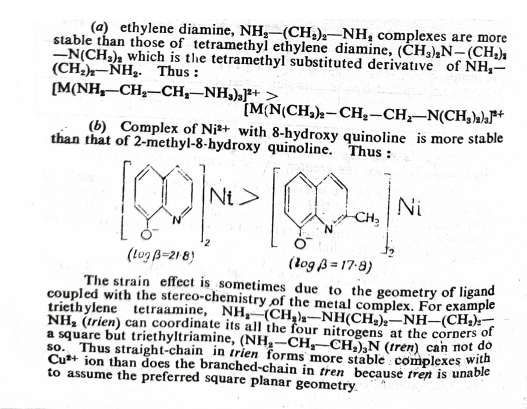 (a) ethylene diamine, NH₂—(CH₂)₂—NH₂ complexes are more
stable than those of tetramethyl ethylene diamine, (CH₃)₂N—(CH₂)₂
—N(CH₃)₂ which is the tetramethyl substituted derivative of NH₂—
(CH₂)₂—NH₂. Thus :
[M(NH₂—CH₂—CH₂—NH₂)₃]²⁺ >
[M(N(CH₃)₂—CH₂—CH₂—N(CH₃)₂)₃]²⁺
(b) Complex of Ni²⁺ with 8-hydroxy quinoline is more stable
than that of 2-methyl-8-hydroxy quinoline. Thus :
N O⁻ 2 Ni > N CH₃ O⁻ 2 Ni
(log β=21·8) (log β = 17·8)
The strain effect is sometimes due to the geometry of ligand
coupled with the stereo-chemistry of the metal complex. For example
triethylene tetraamine, NH₂—(CH₂)₂—NH(CH₂)₂—NH—(CH₂)₂—
NH₂ (trien) can coordinate its all the four nitrogens at the corners of
a square but triethyltriamine, (NH₂—CH₂—CH₂)₃N (tren) can not do
so. Thus straight-chain in trien forms more stable complexes with
Cu²⁺ ion than does the branched-chain in tren because tren is unable
to assume the preferred square planar geometry.